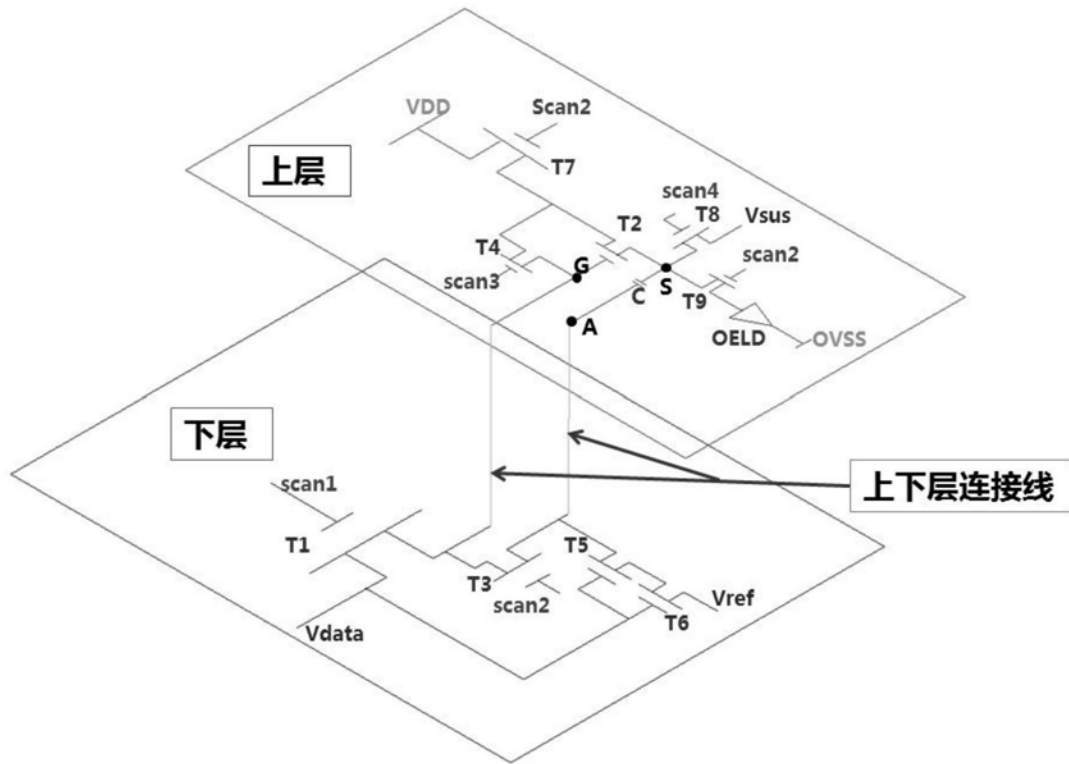 VDD
Scan2
上层
T7
scan4
T8
Vsus
T2
T4
scan2
scan3
G
S
C
T9
A
OELD
OVSS
下层
scan1
上下层连接线
T1
T5
T3
scan2
Vref
T6
Vdata